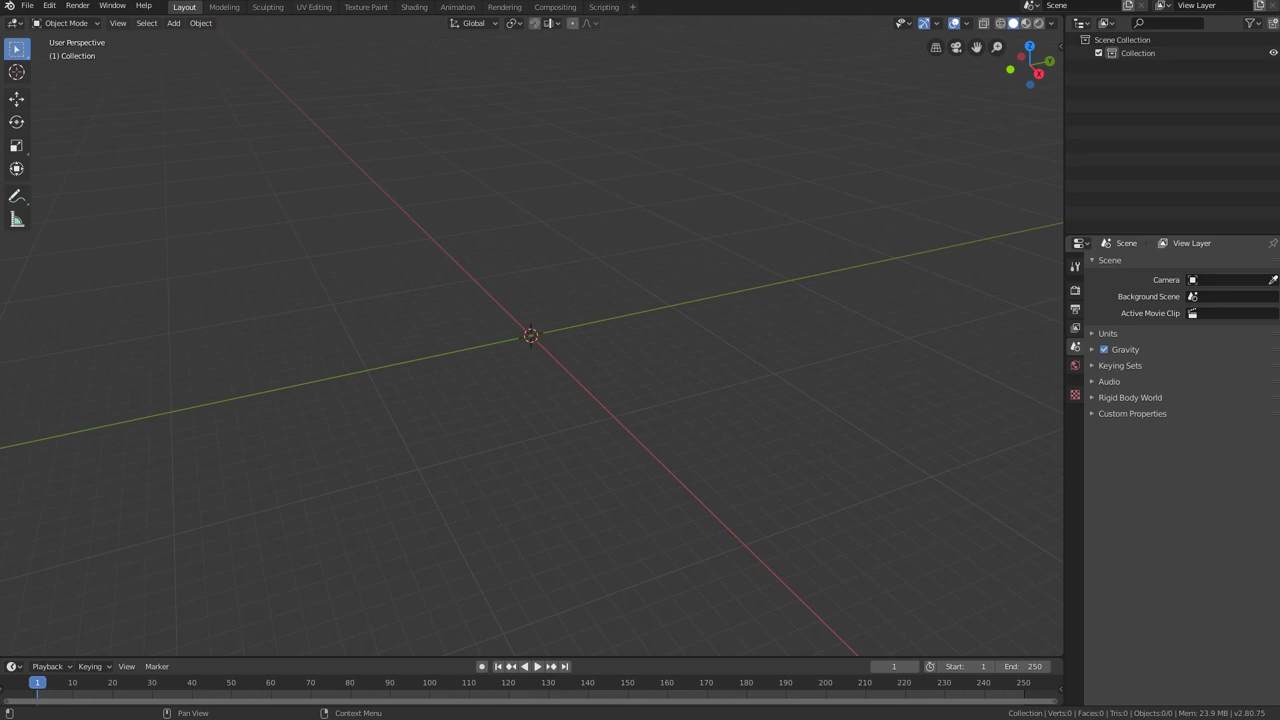 File Edit Render Window Help Layout Modeling Sculpting UV Editing Texture Paint Shading Animation Rendering Compositing Scripting + Scene View Layer
Object Mode View Select Add Object Global
User Perspective
(1) Collection
Z
Y
X
Scene Collection
Collection
Scene View Layer
Scene
Camera
Background Scene
Active Movie Clip
Units
Gravity
Keying Sets
Audio
Rigid Body World
Custom Properties
Playback Keying View Marker 1 Start: 1 End: 250
1 10 20 30 40 50 60 70 80 90 100 110 120 130 140 150 160 170 180 190 200 210 220 230 240 250
Pan View Context Menu Collection | Verts:0 | Faces:0 | Tris:0 | Objects:0/0 | Mem: 23.9 MB | v2.80.75